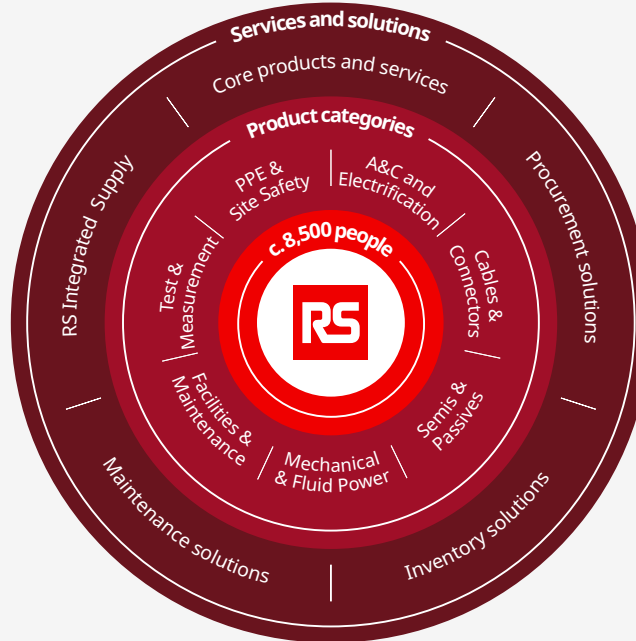 Services and solutions
Core products and services
Procurement solutions
Inventory solutions
Maintenance solutions
RS Integrated Supply
Product categories
A&C and
Electrification
Cables &
Connectors
Semis &
Passives
Mechanical
& Fluid Power
Facilities &
Maintenance
Test &
Measurement
PPE &
Site Safety
c. 8,500 people
RS